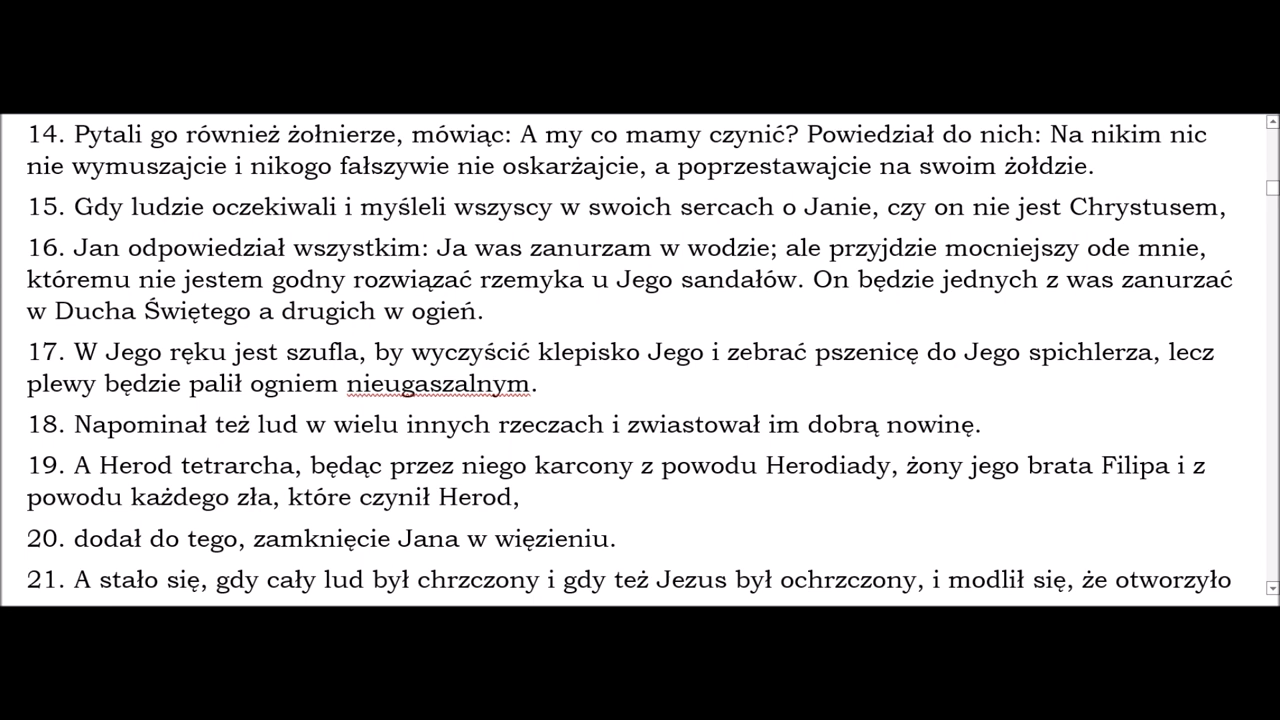 14. Pytali go również żołnierze, mówiąc: A my co mamy czynić? Powiedział do nich: Na nikim nic
nie wymuszajcie i nikogo fałszywie nie oskarżajcie, a poprzestawajcie na swoim żołdzie.
15. Gdy ludzie oczekiwali i myśleli wszyscy w swoich sercach o Janie, czy on nie jest Chrystusem,
16. Jan odpowiedział wszystkim: Ja was zanurzam w wodzie; ale przyjdzie mocniejszy ode mnie,
któremu nie jestem godny rozwiązać rzemyka u Jego sandałów. On będzie jednych z was zanurzać
w Ducha Świętego a drugich w ogień.
17. W Jego ręku jest szufla, by wyczyścić klepisko Jego i zebrać pszenicę do Jego spichlerza, lecz
plewy będzie palił ogniem nieugaszalnym.
18. Napominał też lud w wielu innych rzeczach i zwiastował im dobrą nowinę.
19. A Herod tetrarcha, będąc przez niego karcony z powodu Herodiady, żony jego brata Filipa i z
powodu każdego zła, które czynił Herod,
20. dodał do tego, zamknięcie Jana w więzieniu.
21. A stało się, gdy cały lud był chrzczony i gdy też Jezus był ochrzczony, i modlił się, że otworzyło